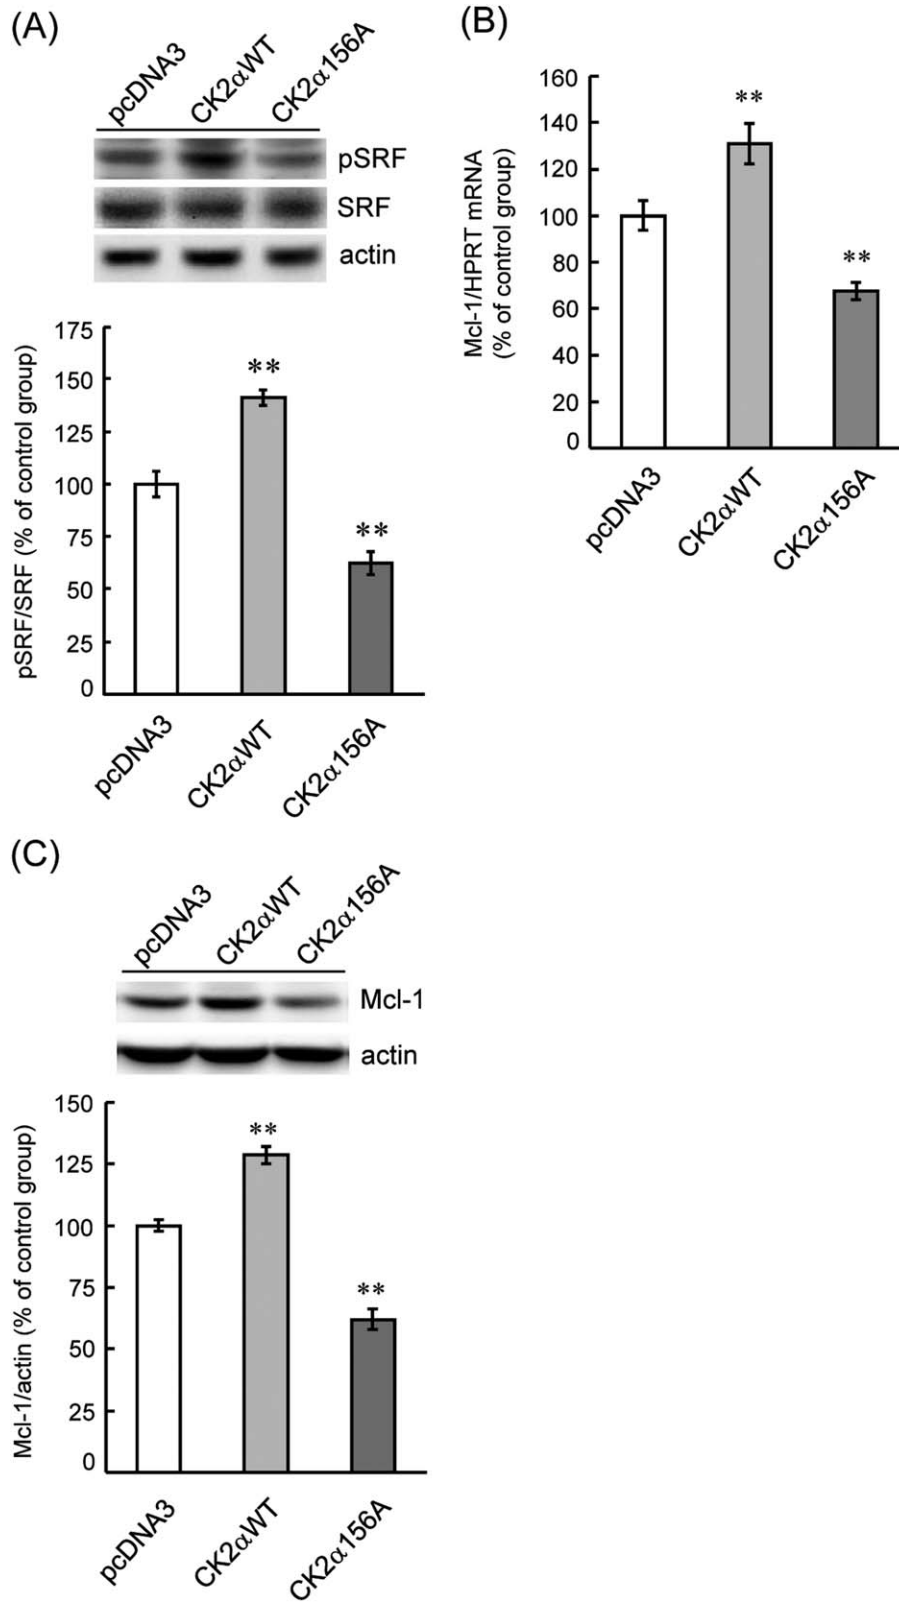 (A)
pcDNA3
CK2αWT
CK2α156A
pSRF
SRF
actin
pSRF/SRF (% of control group)
175
150
125
100
75
50
25
0
**
**
pcDNA3
CK2αWT
CK2α156A
(B)
Mcl-1/HPRT mRNA
(% of control group)
160
140
120
100
80
60
40
20
0
**
**
pcDNA3
CK2αWT
CK2α156A
(C)
pcDNA3
CK2αWT
CK2α156A
Mcl-1
actin
Mcl-1/actin (% of control group)
150
125
100
75
50
25
0
**
**
pcDNA3
CK2αWT
CK2α156A